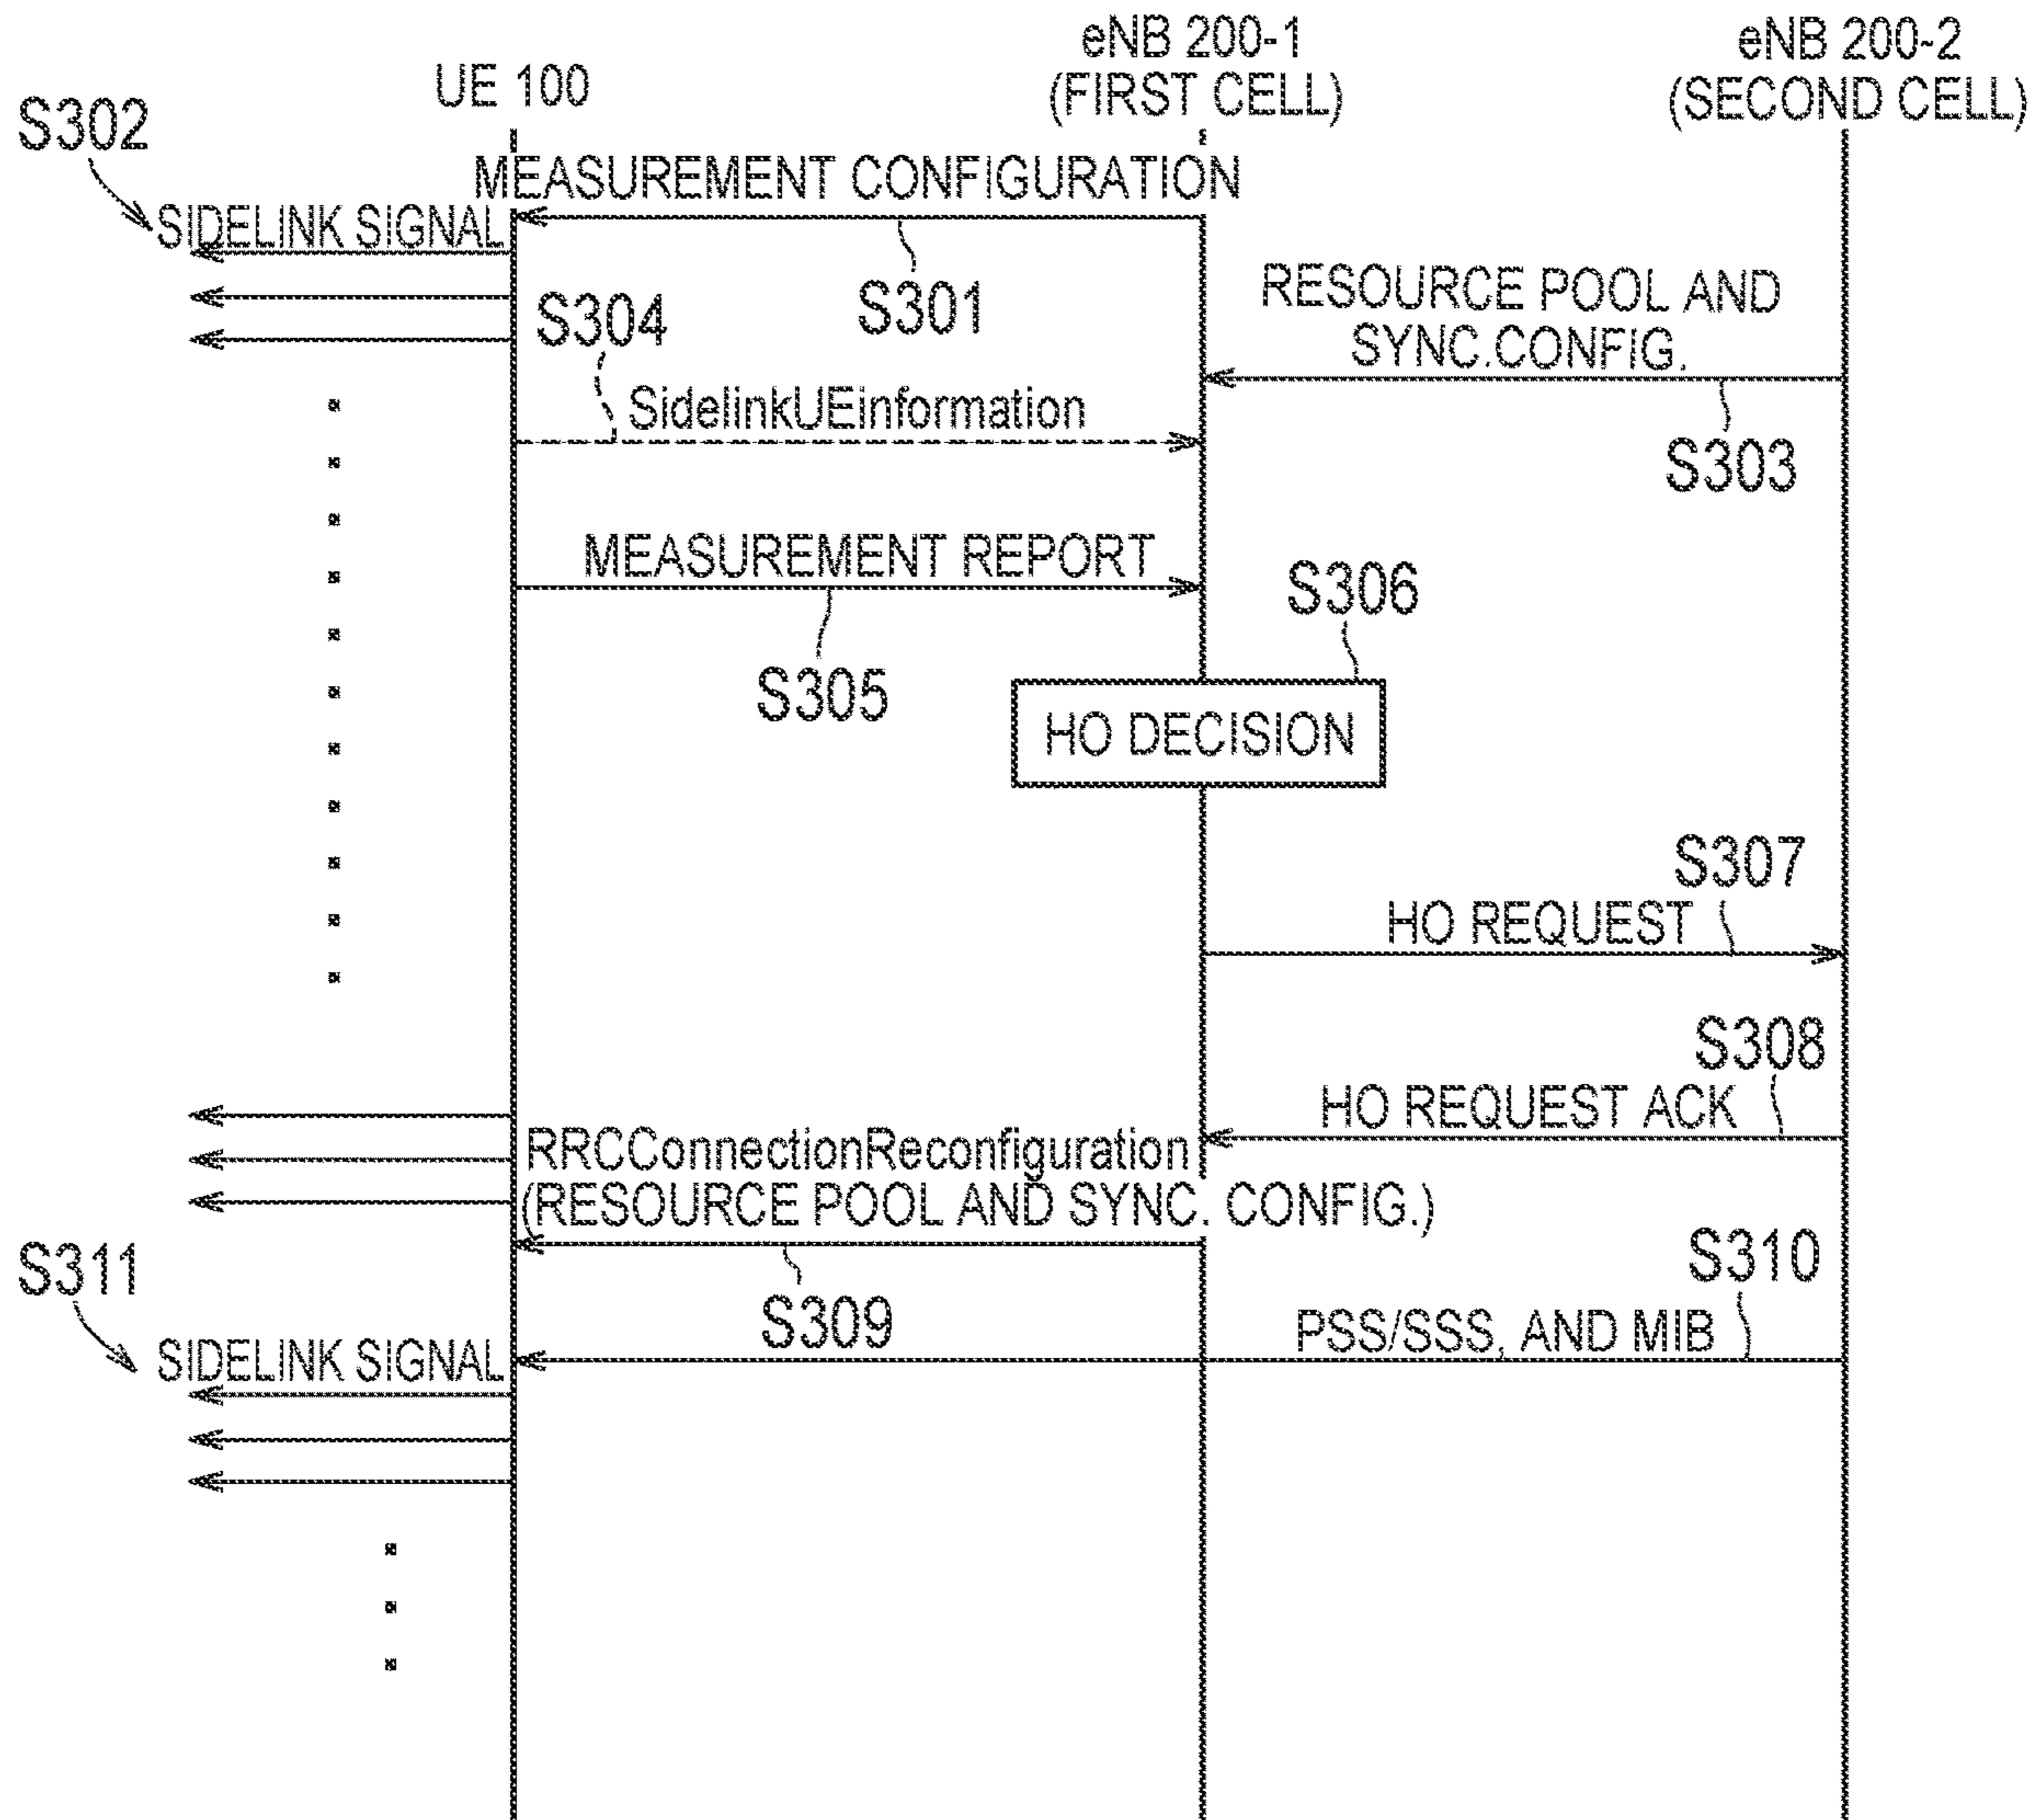 eNB 200-1
eNB 200-2
UE 100
(FIRST CELL)
(SECOND CELL)
S302
MEASUREMENT CONFIGURATION
SIDELINK SIGNAL
S301
RESOURCE POOL AND
SYNC.CONFIG.
S304
SidelinkUEinformation
S303
MEASUREMENT REPORT
S305
S306
HO DECISION
S307
HO REQUEST
S308
HO REQUEST ACK
RRCConnectionReconfiguration
(RESOURCE POOL AND SYNC. CONFIG.)
S311
S309
S310
PSS/SSS, AND MIB
SIDELINK SIGNAL